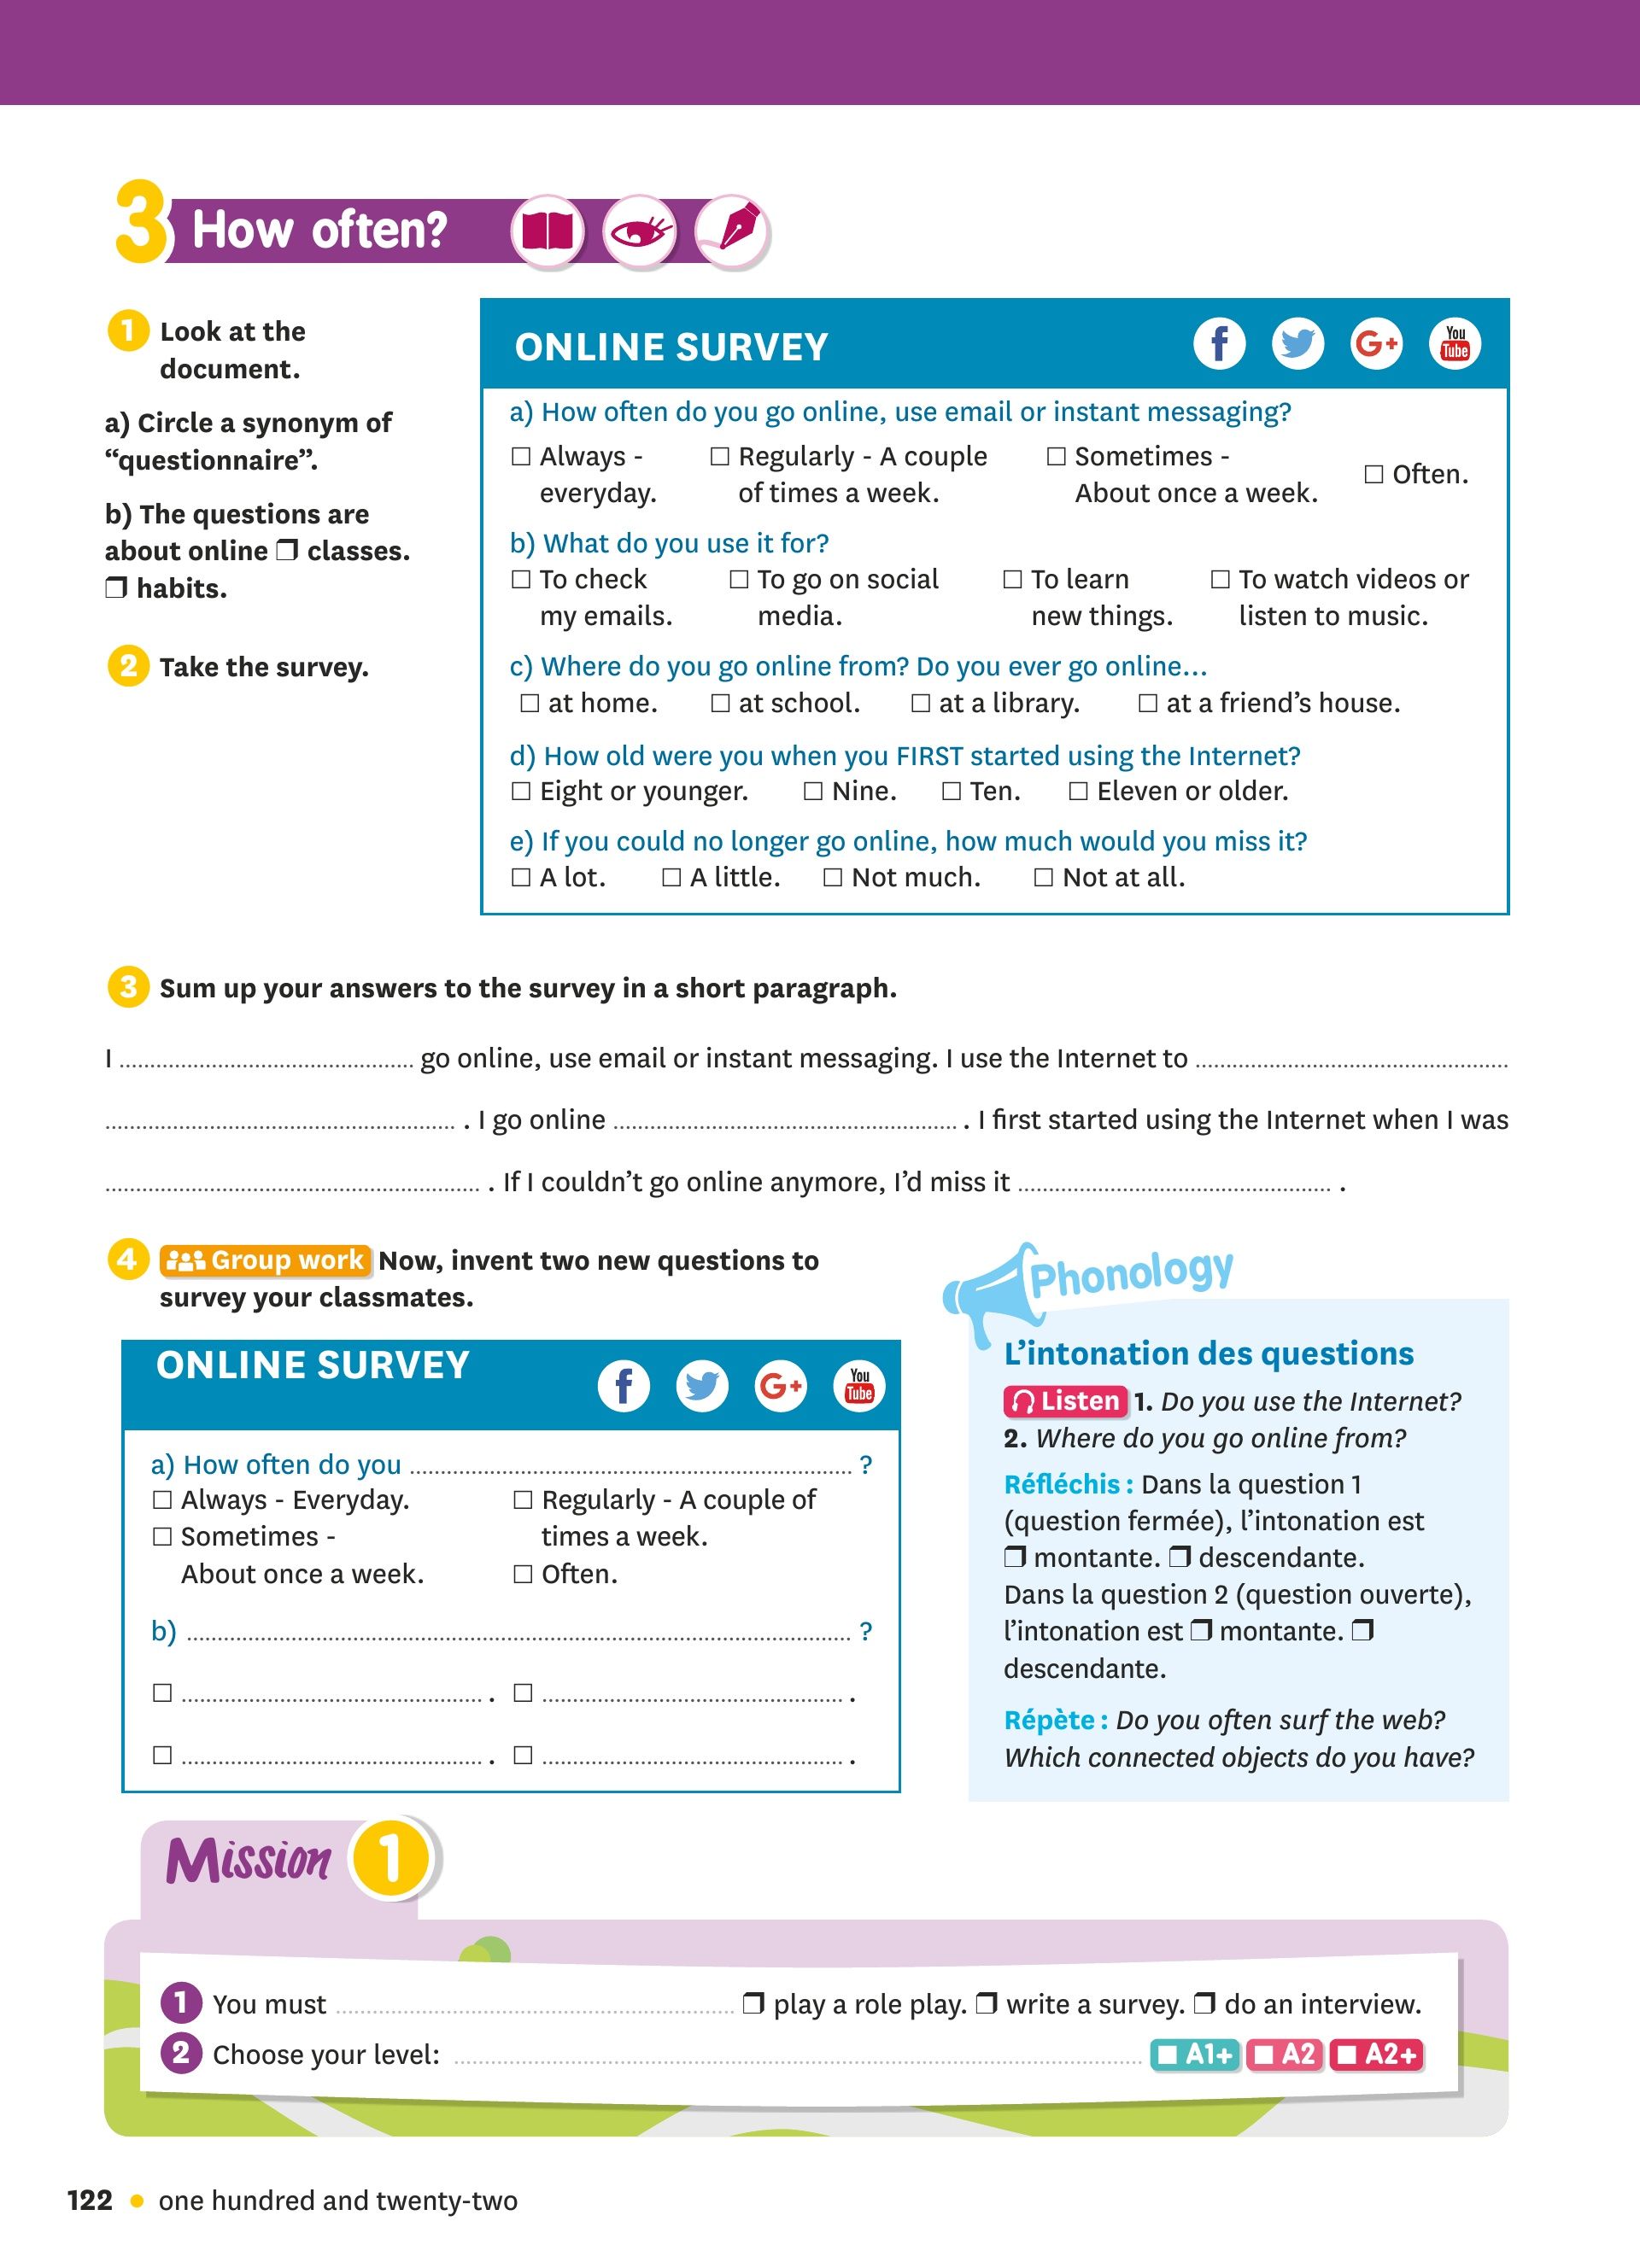 3 How often?
1 Look at the
document.
a) Circle a synonym of
“questionnaire”.
b) The questions are
about online ❒ classes.
❒ habits.
2 Take the survey.
ONLINE SURVEY
f G+ You Tube
a) How often do you go online, use email or instant messaging?
☐ Always -
everyday.
☐ Regularly - A couple
of times a week.
☐ Sometimes -
About once a week.
☐ Often.
b) What do you use it for?
☐ To check
my emails.
☐ To go on social
media.
☐ To learn
new things.
☐ To watch videos or
listen to music.
c) Where do you go online from? Do you ever go online...
☐ at home. ☐ at school. ☐ at a library. ☐ at a friend’s house.
d) How old were you when you FIRST started using the Internet?
☐ Eight or younger. ☐ Nine. ☐ Ten. ☐ Eleven or older.
e) If you could no longer go online, how much would you miss it?
☐ A lot. ☐ A little. ☐ Not much. ☐ Not at all.
3 Sum up your answers to the survey in a short paragraph.
I .......... go online, use email or instant messaging. I use the Internet to ..........
.......... . I go online .......... . I first started using the Internet when I was
.......... . If I couldn’t go online anymore, I’d miss it .......... .
4 Group work Now, invent two new questions to
survey your classmates.
ONLINE SURVEY
f G+ You Tube
a) How often do you .......... ?
☐ Always - Everyday.
☐ Sometimes -
About once a week.
☐ Regularly - A couple of
times a week.
☐ Often.
b) .......... ?
☐ .......... . ☐ .......... .
☐ .......... . ☐ .......... .
Phonology
L’intonation des questions
Listen 1. Do you use the Internet?
2. Where do you go online from?
Réfléchis : Dans la question 1
(question fermée), l’intonation est
❒ montante. ❒ descendante.
Dans la question 2 (question ouverte),
l’intonation est ❒ montante. ❒
descendante.
Répète : Do you often surf the web?
Which connected objects do you have?
Mission 1
1 You must .......... ❒ play a role play. ❒ write a survey. ❒ do an interview.
2 Choose your level: .......... A1+ A2 A2+
122 • one hundred and twenty-two